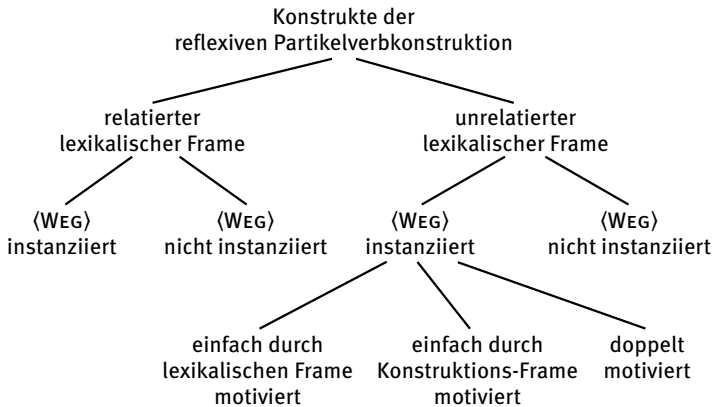 Konstrukte der
reflexiven Partikelverbkonstruktion
relatierter
lexikalischer Frame
unrelatierter
lexikalischer Frame
⟨WEG⟩
instanziiert
⟨WEG⟩
nicht instanziiert
⟨WEG⟩
instanziiert
⟨WEG⟩
nicht instanziiert
einfach durch
lexikalischen Frame
motiviert
einfach durch
Konstruktions-Frame
motiviert
doppelt
motiviert